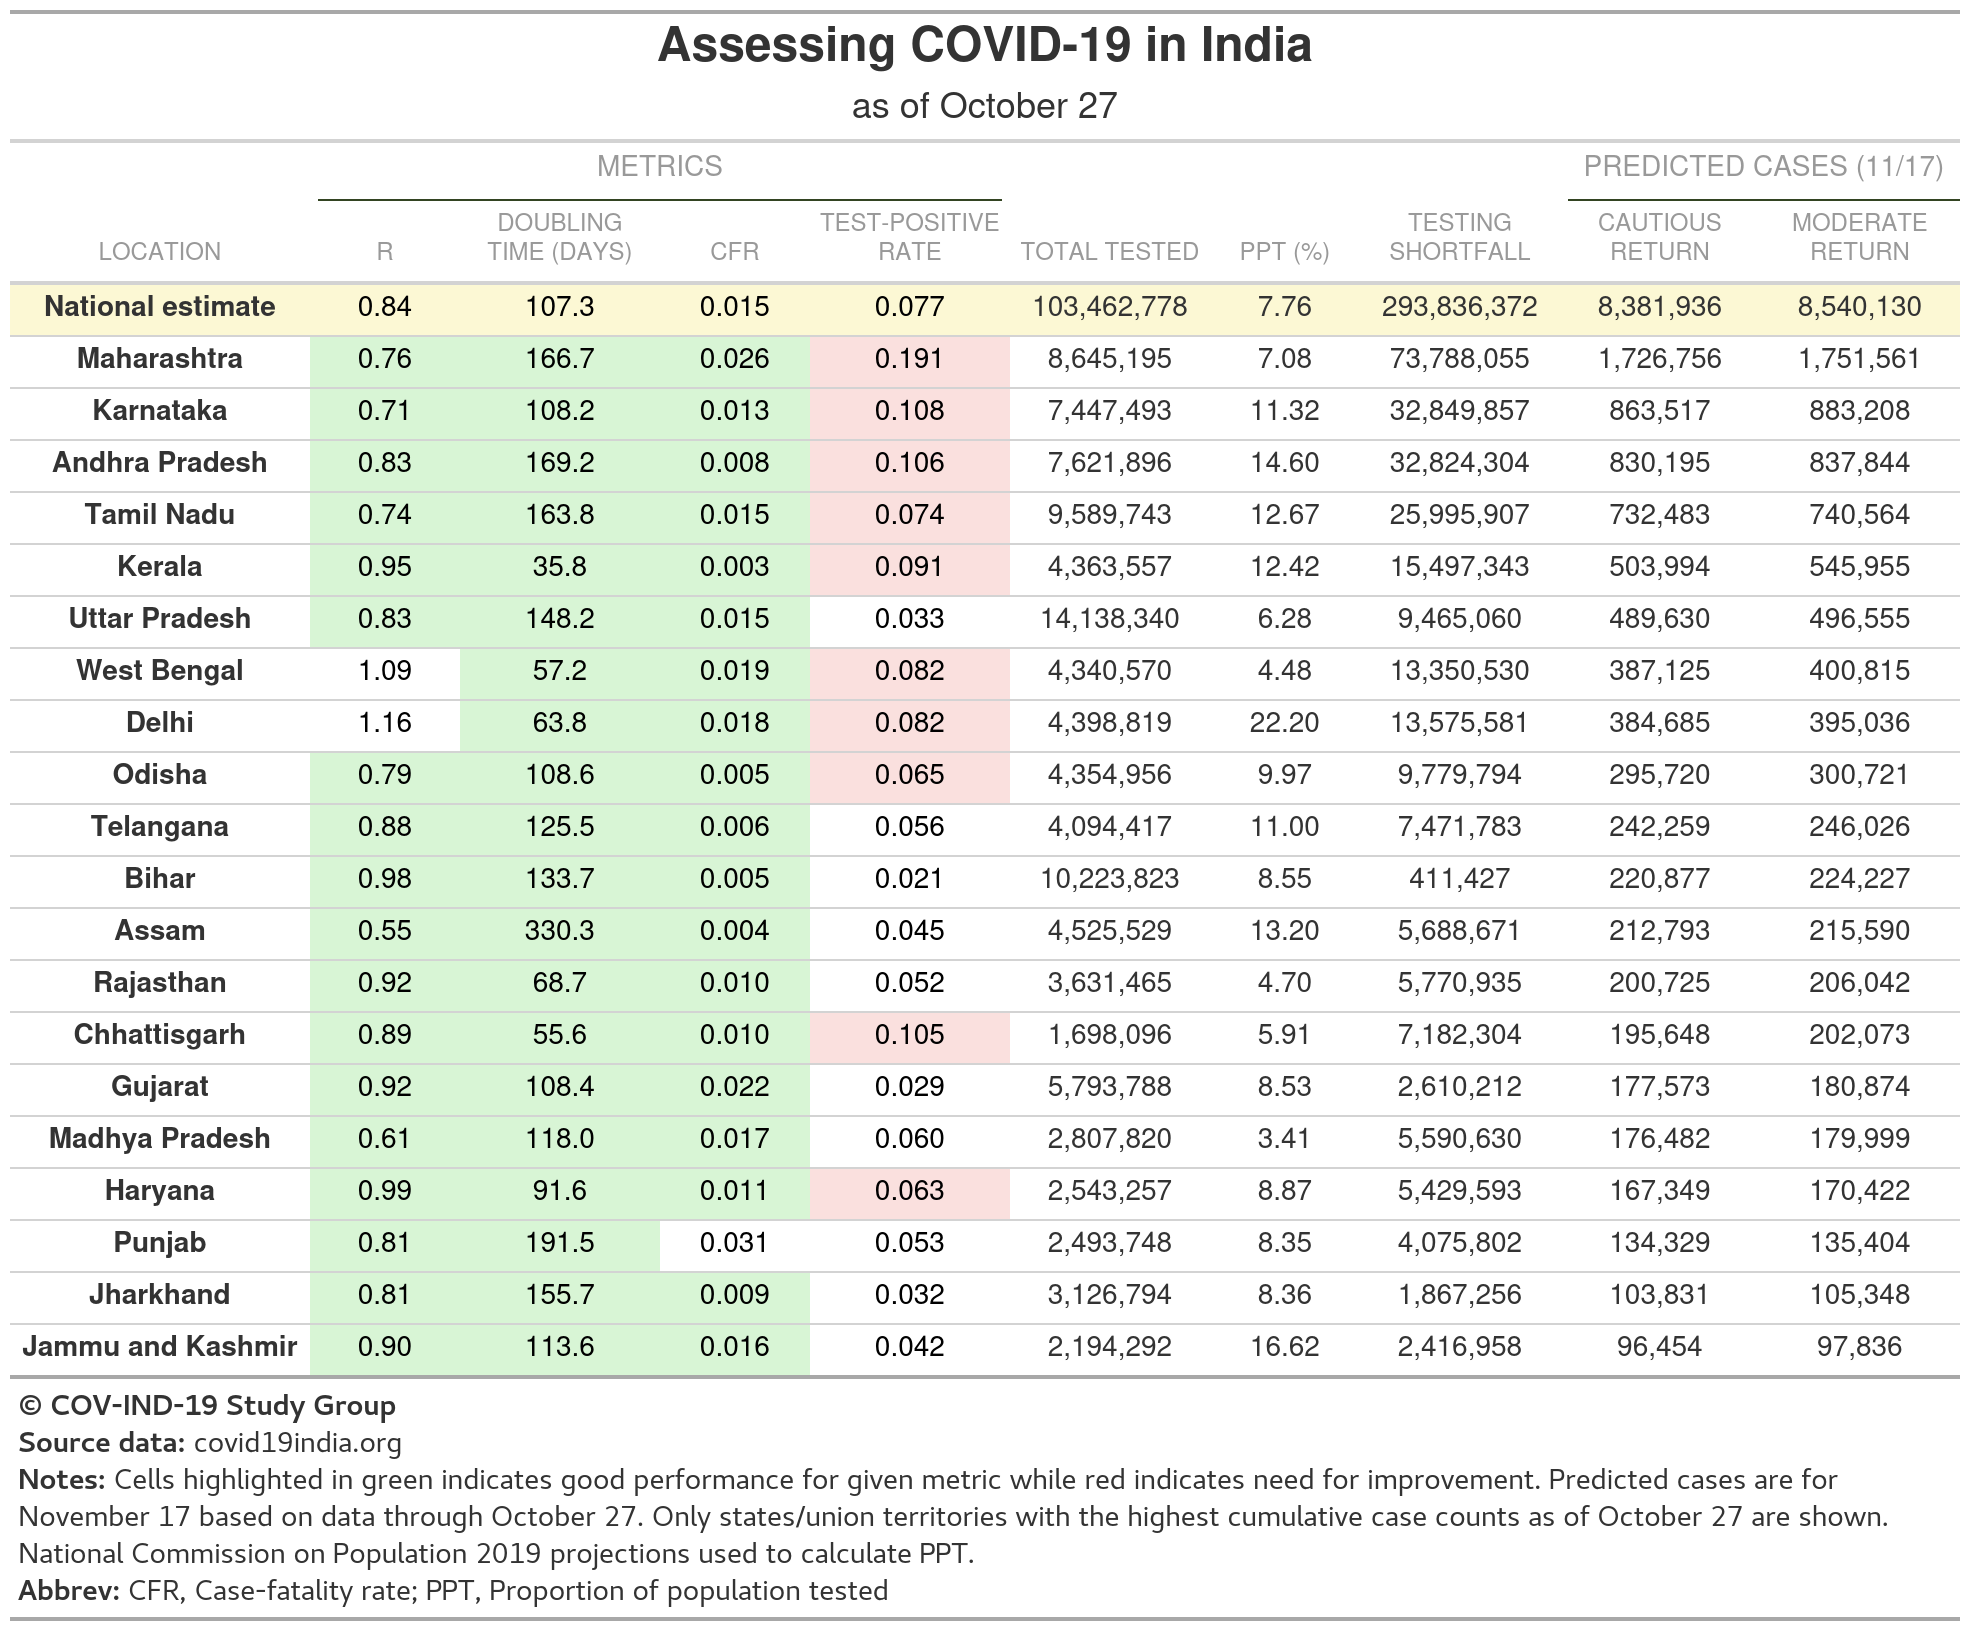 Assessing COVID-19 in India
as of October 27
METRICS PREDICTED CASES (11/17)
LOCATION R DOUBLING TIME (DAYS) CFR TEST-POSITIVE RATE TOTAL TESTED PPT (%) TESTING SHORTFALL CAUTIOUS RETURN MODERATE RETURN
National estimate 0.84 107.3 0.015 0.077 103,462,778 7.76 293,836,372 8,381,936 8,540,130
Maharashtra 0.76 166.7 0.026 0.191 8,645,195 7.08 73,788,055 1,726,756 1,751,561
Karnataka 0.71 108.2 0.013 0.108 7,447,493 11.32 32,849,857 863,517 883,208
Andhra Pradesh 0.83 169.2 0.008 0.106 7,621,896 14.60 32,824,304 830,195 837,844
Tamil Nadu 0.74 163.8 0.015 0.074 9,589,743 12.67 25,995,907 732,483 740,564
Kerala 0.95 35.8 0.003 0.091 4,363,557 12.42 15,497,343 503,994 545,955
Uttar Pradesh 0.83 148.2 0.015 0.033 14,138,340 6.28 9,465,060 489,630 496,555
West Bengal 1.09 57.2 0.019 0.082 4,340,570 4.48 13,350,530 387,125 400,815
Delhi 1.16 63.8 0.018 0.082 4,398,819 22.20 13,575,581 384,685 395,036
Odisha 0.79 108.6 0.005 0.065 4,354,956 9.97 9,779,794 295,720 300,721
Telangana 0.88 125.5 0.006 0.056 4,094,417 11.00 7,471,783 242,259 246,026
Bihar 0.98 133.7 0.005 0.021 10,223,823 8.55 411,427 220,877 224,227
Assam 0.55 330.3 0.004 0.045 4,525,529 13.20 5,688,671 212,793 215,590
Rajasthan 0.92 68.7 0.010 0.052 3,631,465 4.70 5,770,935 200,725 206,042
Chhattisgarh 0.89 55.6 0.010 0.105 1,698,096 5.91 7,182,304 195,648 202,073
Gujarat 0.92 108.4 0.022 0.029 5,793,788 8.53 2,610,212 177,573 180,874
Madhya Pradesh 0.61 118.0 0.017 0.060 2,807,820 3.41 5,590,630 176,482 179,999
Haryana 0.99 91.6 0.011 0.063 2,543,257 8.87 5,429,593 167,349 170,422
Punjab 0.81 191.5 0.031 0.053 2,493,748 8.35 4,075,802 134,329 135,404
Jharkhand 0.81 155.7 0.009 0.032 3,126,794 8.36 1,867,256 103,831 105,348
Jammu and Kashmir 0.90 113.6 0.016 0.042 2,194,292 16.62 2,416,958 96,454 97,836
© COV-IND-19 Study Group
Source data: covid19india.org
Notes: Cells highlighted in green indicates good performance for given metric while red indicates need for improvement. Predicted cases are for
November 17 based on data through October 27. Only states/union territories with the highest cumulative case counts as of October 27 are shown.
National Commission on Population 2019 projections used to calculate PPT.
Abbrev: CFR, Case-fatality rate; PPT, Proportion of population tested